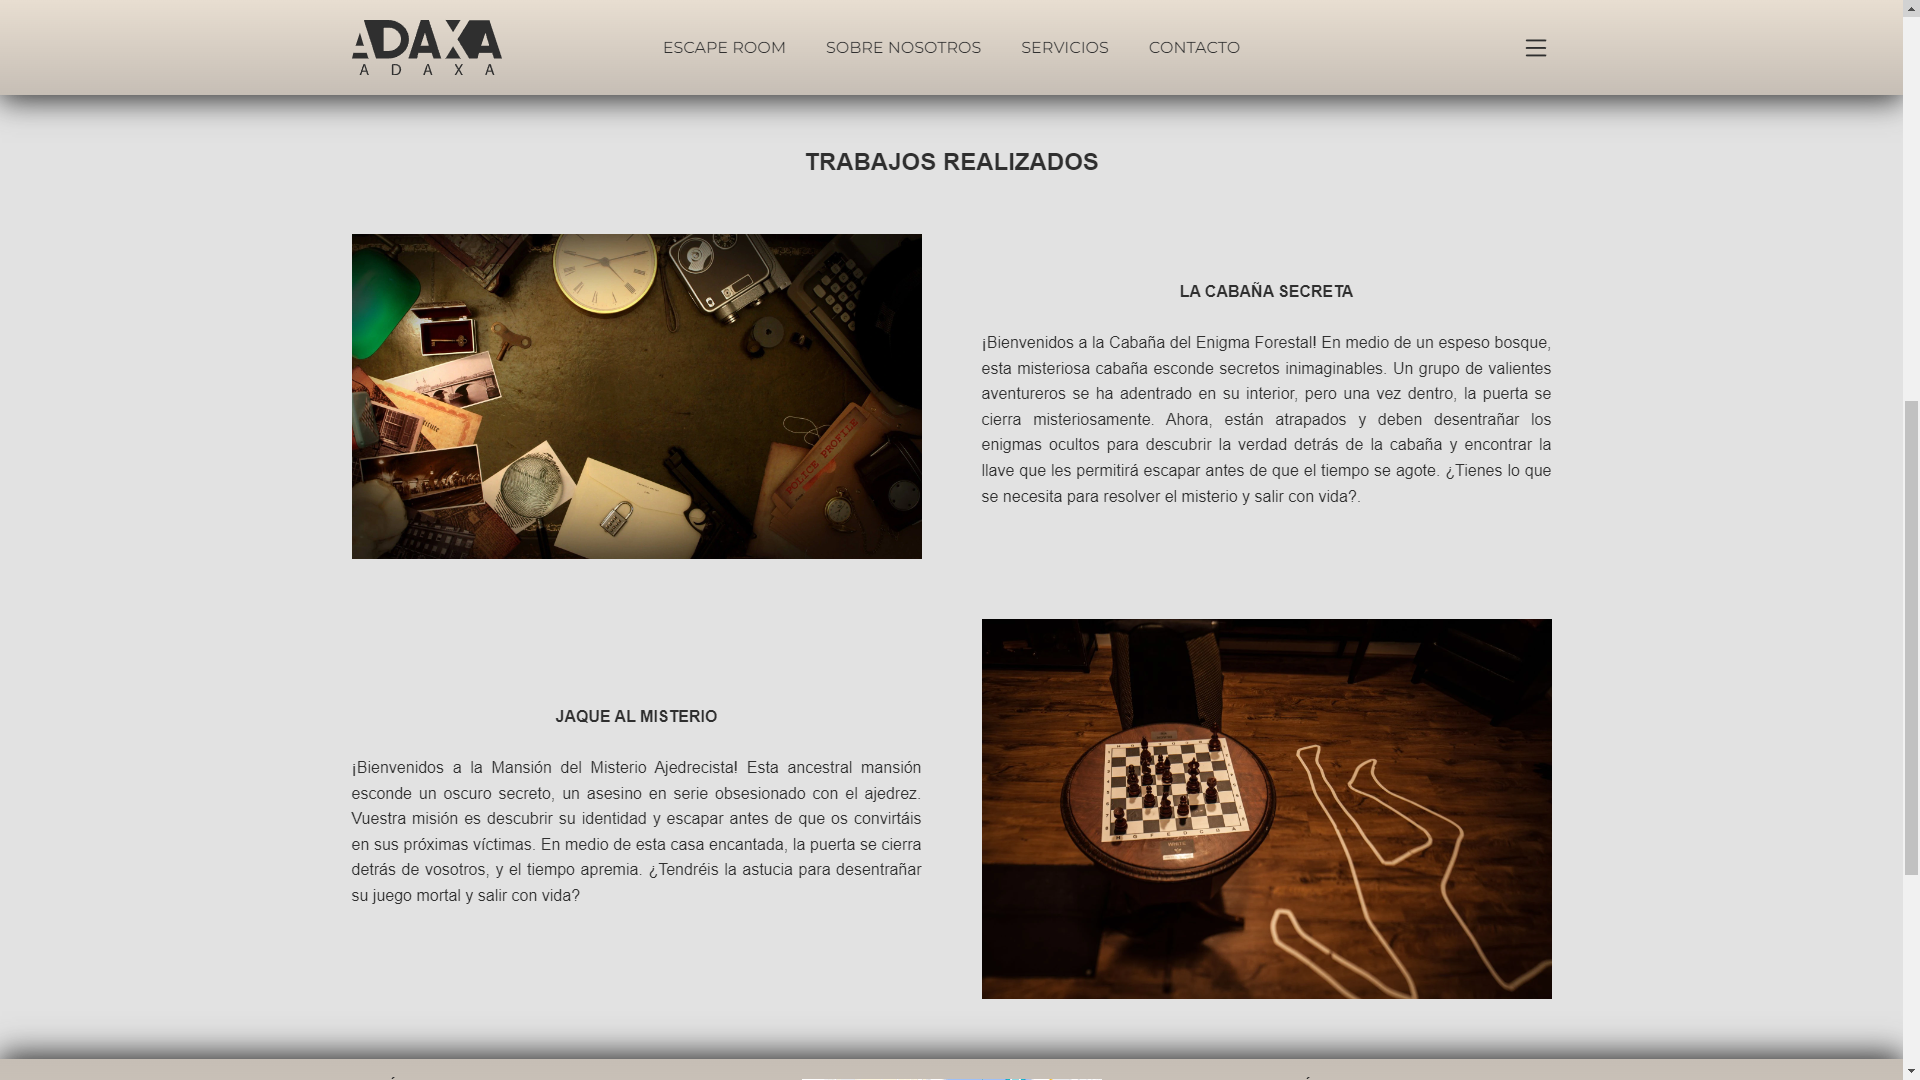 ADAXA
ADAXA
ESCAPE ROOM
SOBRE NOSOTROS
SERVICIOS
CONTACTO
TRABAJOS REALIZADOS
POLICE PROFILE
LA CABAÑA SECRETA
¡Bienvenidos a la Cabaña del Enigma Forestal! En medio de un espeso bosque,
esta misteriosa cabaña esconde secretos inimaginables. Un grupo de valientes
aventureros se ha adentrado en su interior, pero una vez dentro, la puerta se
cierra misteriosamente. Ahora, están atrapados y deben desentrañar los
enigmas ocultos para descubrir la verdad detrás de la cabaña y encontrar la
llave que les permitirá escapar antes de que el tiempo se agote. ¿Tienes lo que
se necesita para resolver el misterio y salir con vida?.
JAQUE AL MISTERIO
¡Bienvenidos a la Mansión del Misterio Ajedrecista! Esta ancestral mansión
esconde un oscuro secreto, un asesino en serie obsesionado con el ajedrez.
Vuestra misión es descubrir su identidad y escapar antes de que os convirtáis
en sus próximas víctimas. En medio de esta casa encantada, la puerta se cierra
detrás de vosotros, y el tiempo apremia. ¿Tendréis la astucia para desentrañar
su juego mortal y salir con vida?